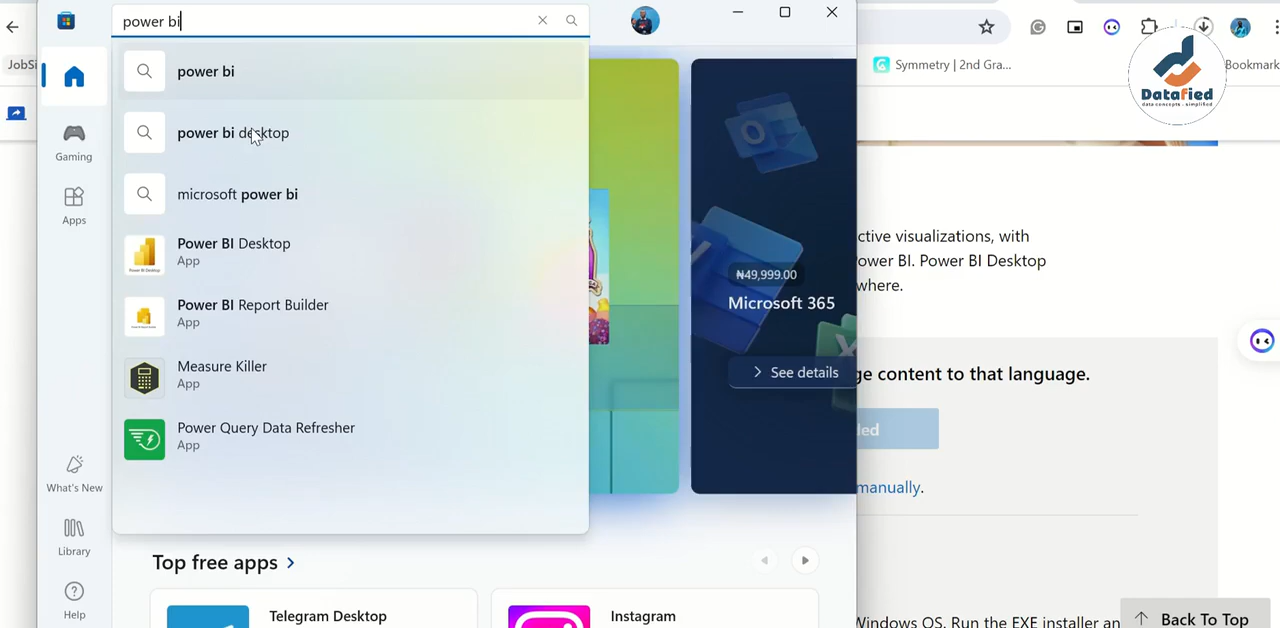 power bi
JobSi
Symmetry | 2nd Gra...
Bookmark
Datafied
data concepts - simplified
power bi
power bi desktop
microsoft power bi
Power BI Desktop
App
Power BI Report Builder
App
Measure Killer
App
Power Query Data Refresher
App
Gaming
Apps
What's New
Library
Help
₦49,999.00
Microsoft 365
See details
ctive visualizations, with
ower BI. Power BI Desktop
where.
ge content to that language.
ed
manually.
Top free apps
Telegram Desktop
Instagram
Windows OS. Run the EXE installer an
Back To Top